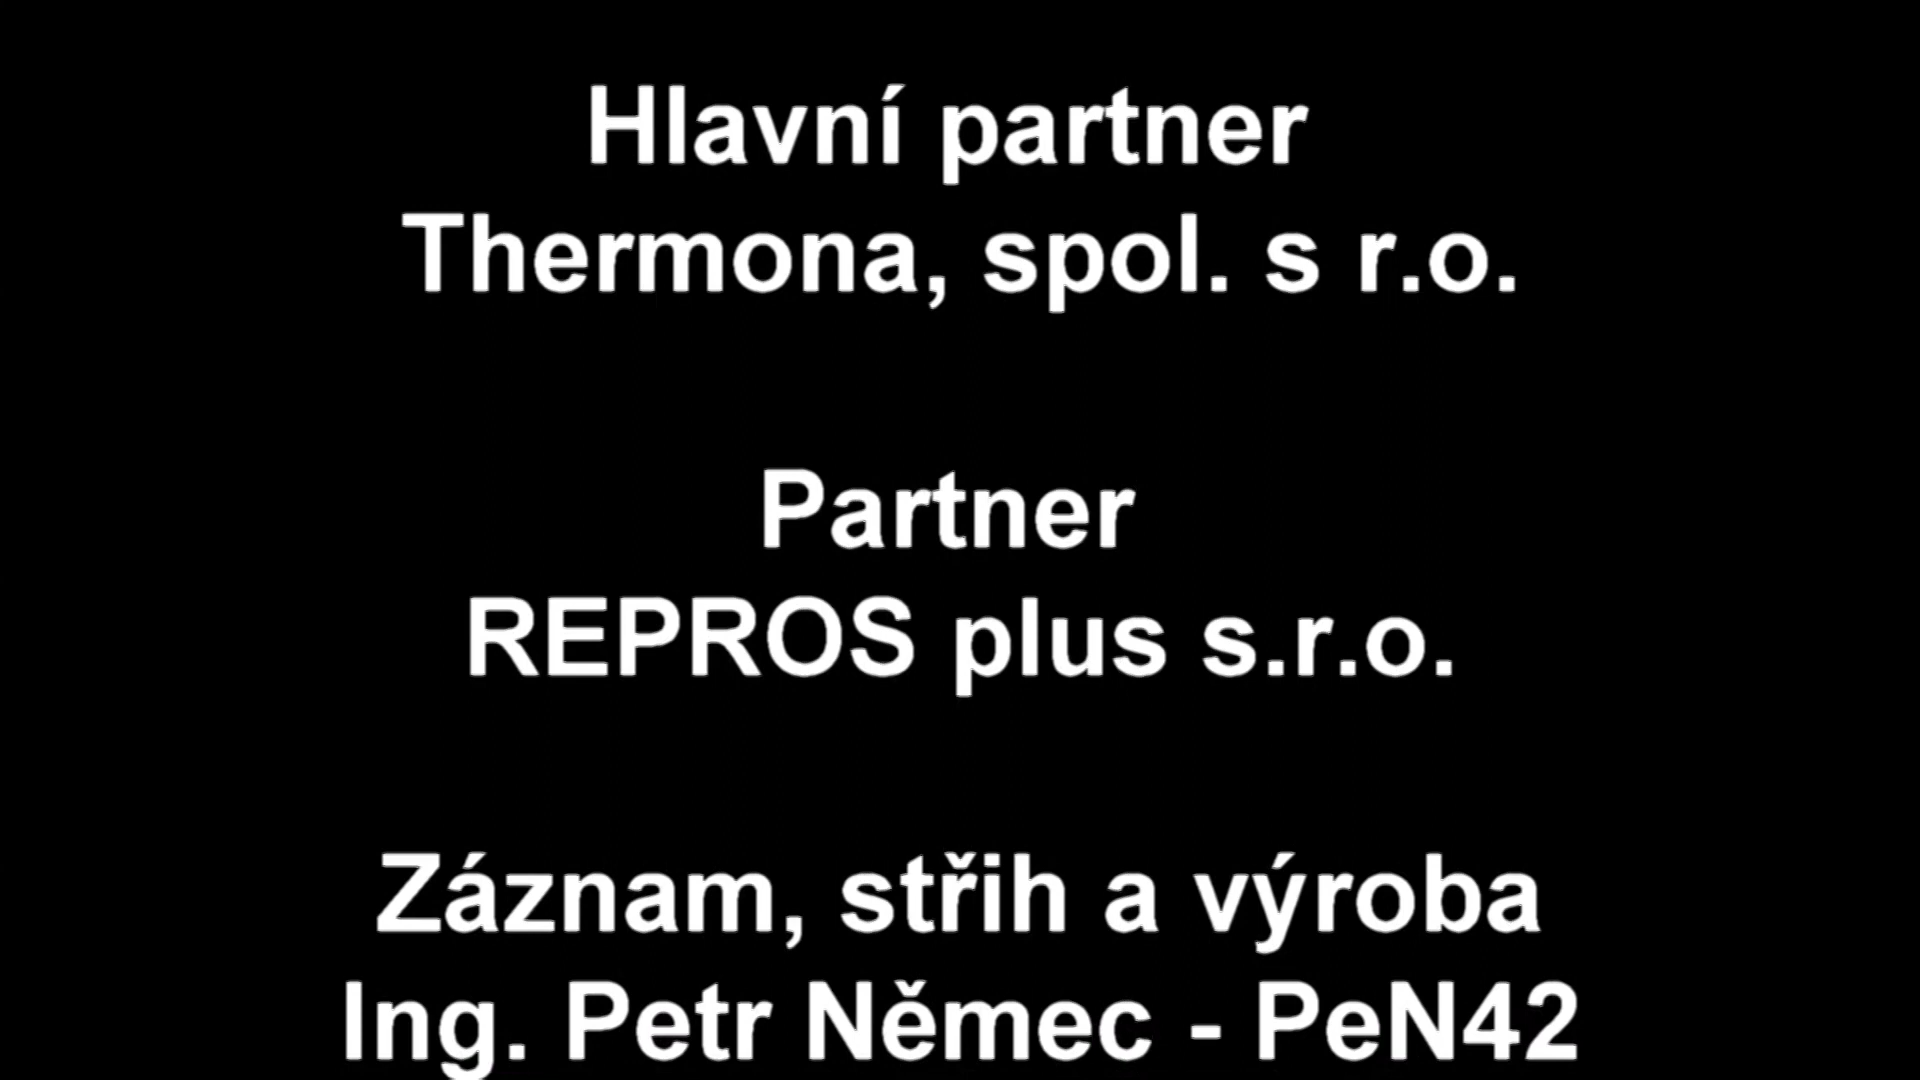 Hlavní partner
Thermona, spol. s r.o.
Partner
REPROS plus s.r.o.
Záznam, střih a výroba
Ing. Petr Němec - PeN42